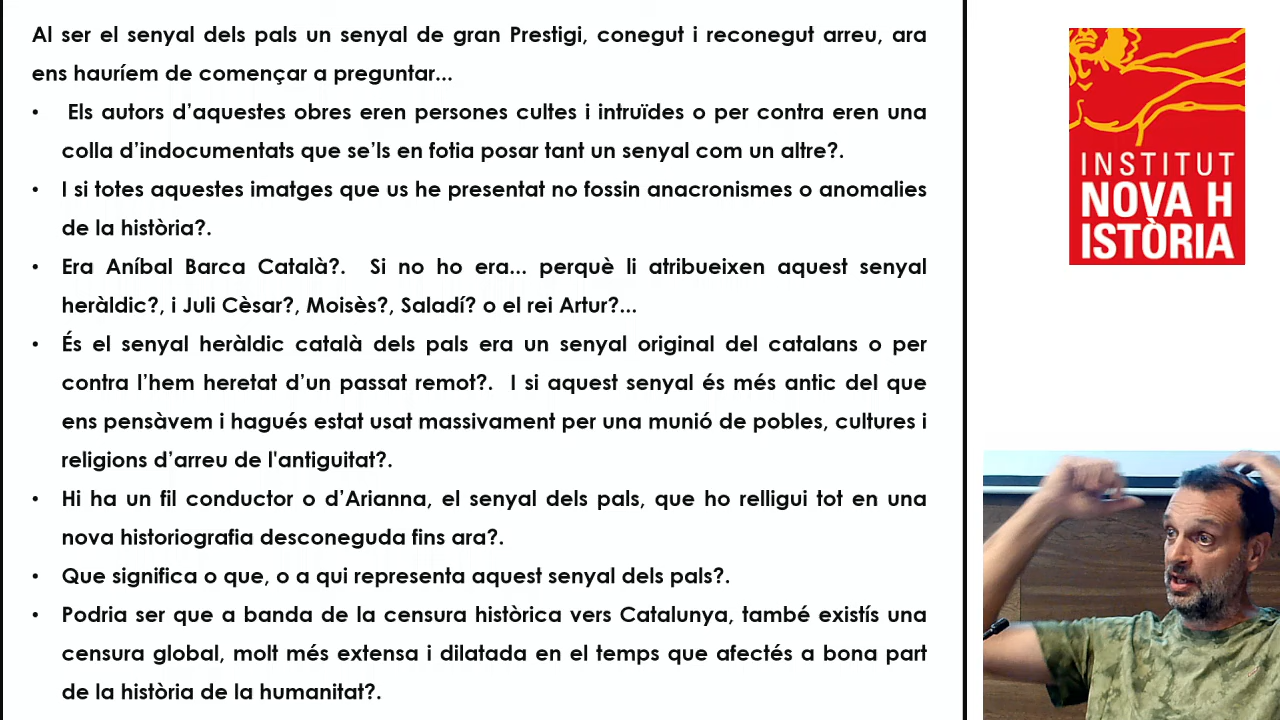 Al ser el senyal dels pals un senyal de gran Prestigi, conegut i reconegut arreu, ara
ens hauríem de començar a preguntar...
• Els autors d’aquestes obres eren persones cultes i intruïdes o per contra eren una
colla d’indocumentats que se’ls en fotia posar tant un senyal com un altre?.
• I si totes aquestes imatges que us he presentat no fossin anacronismes o anomalies
de la història?.
• Era Aníbal Barca Català?. Si no ho era... perquè li atribueixen aquest senyal
heràldic?, i Juli Cèsar?, Moisès?, Saladí? o el rei Artur?...
• És el senyal heràldic català dels pals era un senyal original del catalans o per
contra l’hem heretat d’un passat remot?. I si aquest senyal és més antic del que
ens pensàvem i hagués estat usat massivament per una munió de pobles, cultures i
religions d’arreu de l'antiguitat?.
• Hi ha un fil conductor o d’Arianna, el senyal dels pals, que ho relligui tot en una
nova historiografia desconeguda fins ara?.
• Que significa o que, o a qui representa aquest senyal dels pals?.
• Podria ser que a banda de la censura històrica vers Catalunya, també existís una
censura global, molt més extensa i dilatada en el temps que afectés a bona part
de la història de la humanitat?.
INSTITUT
NOVA H
ISTÒRIA